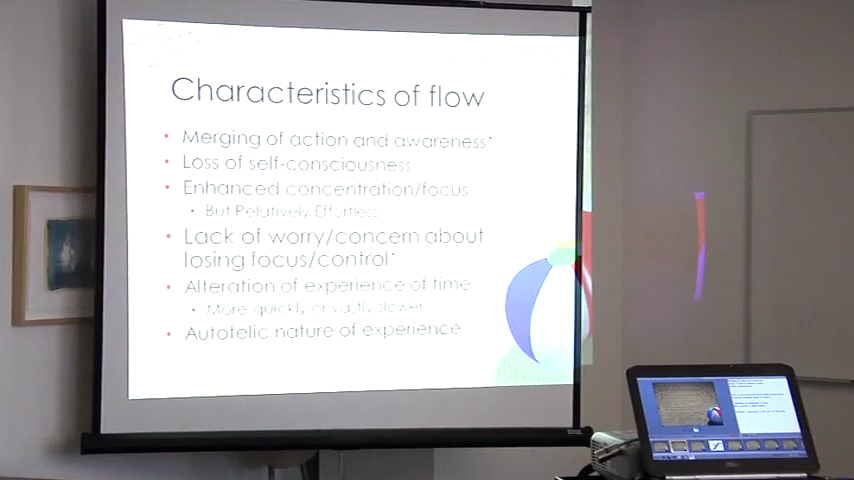 Characteristics of flow
• Merging of action and awareness*
• Loss of self-consciousness
• Enhanced concentration/focus
• But Relatively Effortless
• Lack of worry/concern about
losing focus/control*
• Alteration of experience of time
• More quickly or vastly slower
• Autotelic nature of experience
DELL